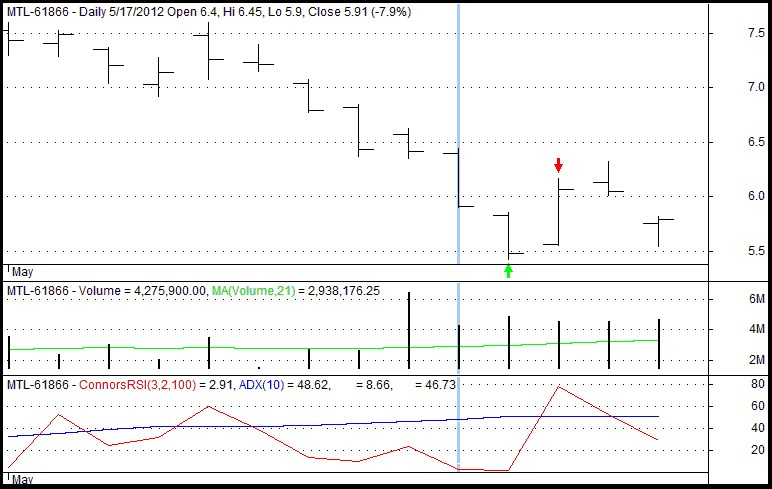 MTL-61866 - Daily 5/17/2012 Open 6.4, Hi 6.45, Lo 5.9, Close 5.91 (-7.9%)
7.5
7.0
6.5
6.0
5.5
May
MTL-61866 - Volume = 4,275,900.00, MA(Volume,21) = 2,938,176.25
6M
4M
2M
MTL-61866 - ConnorsRSI(3,2,100) = 2.91, ADX(10) = 48.62, = 8.66, = 46.73
80
60
40
20
May